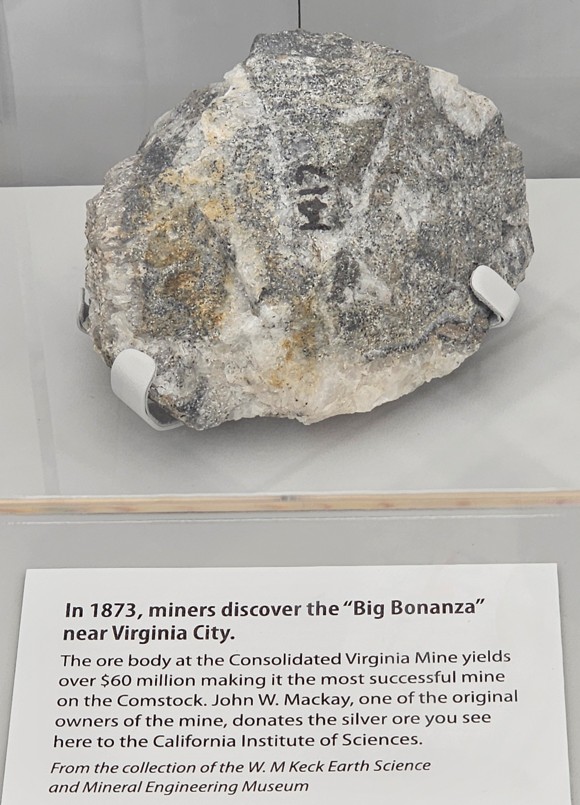 In 1873, miners discover the “Big Bonanza”
near Virginia City.
The ore body at the Consolidated Virginia Mine yields
over $60 million making it the most successful mine
on the Comstock. John W. Mackay, one of the original
owners of the mine, donates the silver ore you see
here to the California Institute of Sciences.
From the collection of the W. M Keck Earth Science
and Mineral Engineering Museum